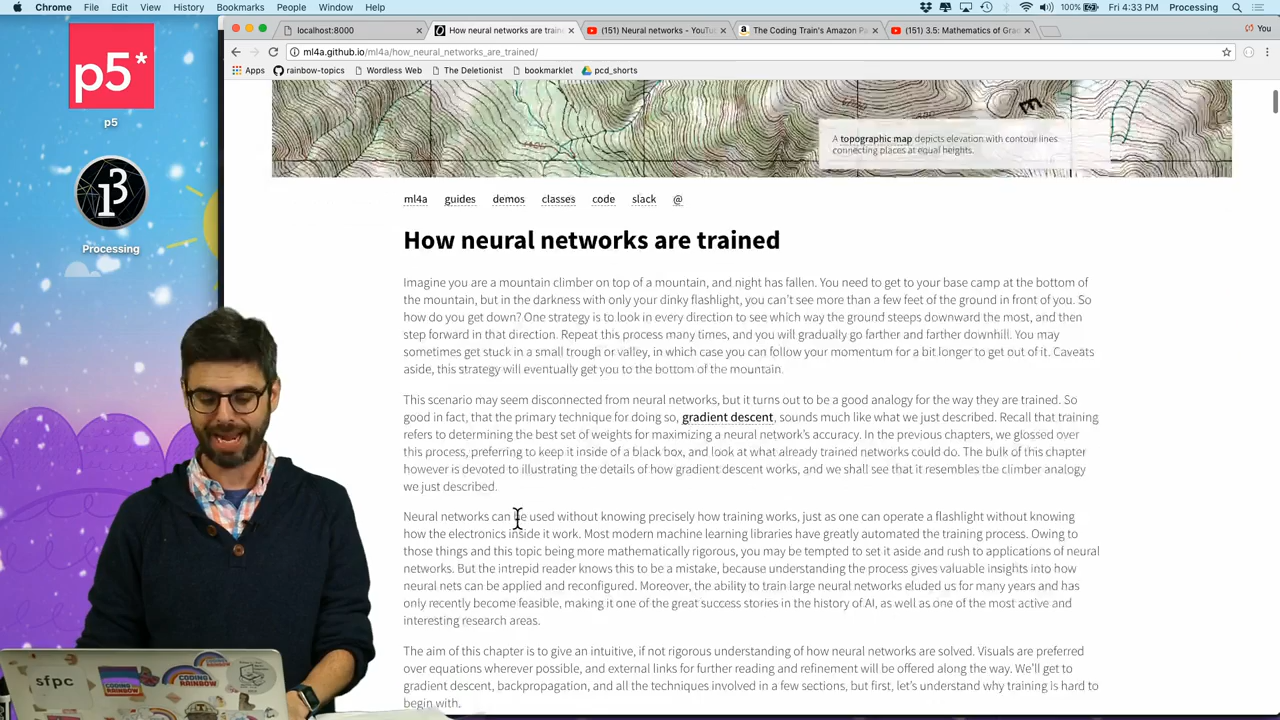 Chrome File Edit View History Bookmarks People Window Help 100% Fri 4:33 PM Processing
localhost:8000 How neural networks are train (151) Neural networks - YouTu The Coding Train's Amazon Pa (151) 3.5: Mathematics of Gra You
ml4a.github.io/ml4a/how_neural_networks_are_trained/
Apps rainbow-topics Wordless Web The Deletionist bookmarklet pcd_shorts
p5*
p5
Processing
A topographic map depicts elevation with contour lines
connecting places at equal heights.
ml4a guides demos classes code slack @
How neural networks are trained
Imagine you are a mountain climber on top of a mountain, and night has fallen. You need to get to your base camp at the bottom of
the mountain, but in the darkness with only your dinky flashlight, you can't see more than a few feet of the ground in front of you. So
how do you get down? One strategy is to look in every direction to see which way the ground steeps downward the most, and then
step forward in that direction. Repeat this process many times, and you will gradually go farther and farther downhill. You may
sometimes get stuck in a small trough or valley, in which case you can follow your momentum for a bit longer to get out of it. Caveats
aside, this strategy will eventually get you to the bottom of the mountain.
This scenario may seem disconnected from neural networks, but it turns out to be a good analogy for the way they are trained. So
good in fact, that the primary technique for doing so, gradient descent, sounds much like what we just described. Recall that training
refers to determining the best set of weights for maximizing a neural network's accuracy. In the previous chapters, we glossed over
this process, preferring to keep it inside of a black box, and look at what already trained networks could do. The bulk of this chapter
however is devoted to illustrating the details of how gradient descent works, and we shall see that it resembles the climber analogy
we just described.
Neural networks can be used without knowing precisely how training works, just as one can operate a flashlight without knowing
how the electronics inside it work. Most modern machine learning libraries have greatly automated the training process. Owing to
those things and this topic being more mathematically rigorous, you may be tempted to set it aside and rush to applications of neural
networks. But the intrepid reader knows this to be a mistake, because understanding the process gives valuable insights into how
neural nets can be applied and reconfigured. Moreover, the ability to train large neural networks eluded us for many years and has
only recently become feasible, making it one of the great success stories in the history of AI, as well as one of the most active and
interesting research areas.
The aim of this chapter is to give an intuitive, if not rigorous understanding of how neural networks are solved. Visuals are preferred
over equations wherever possible, and external links for further reading and refinement will be offered along the way. We'll get to
gradient descent, backpropagation, and all the techniques involved in a few sections, but first, let's understand why training is hard to
begin with.
sfpc
CODING
RAINBOW